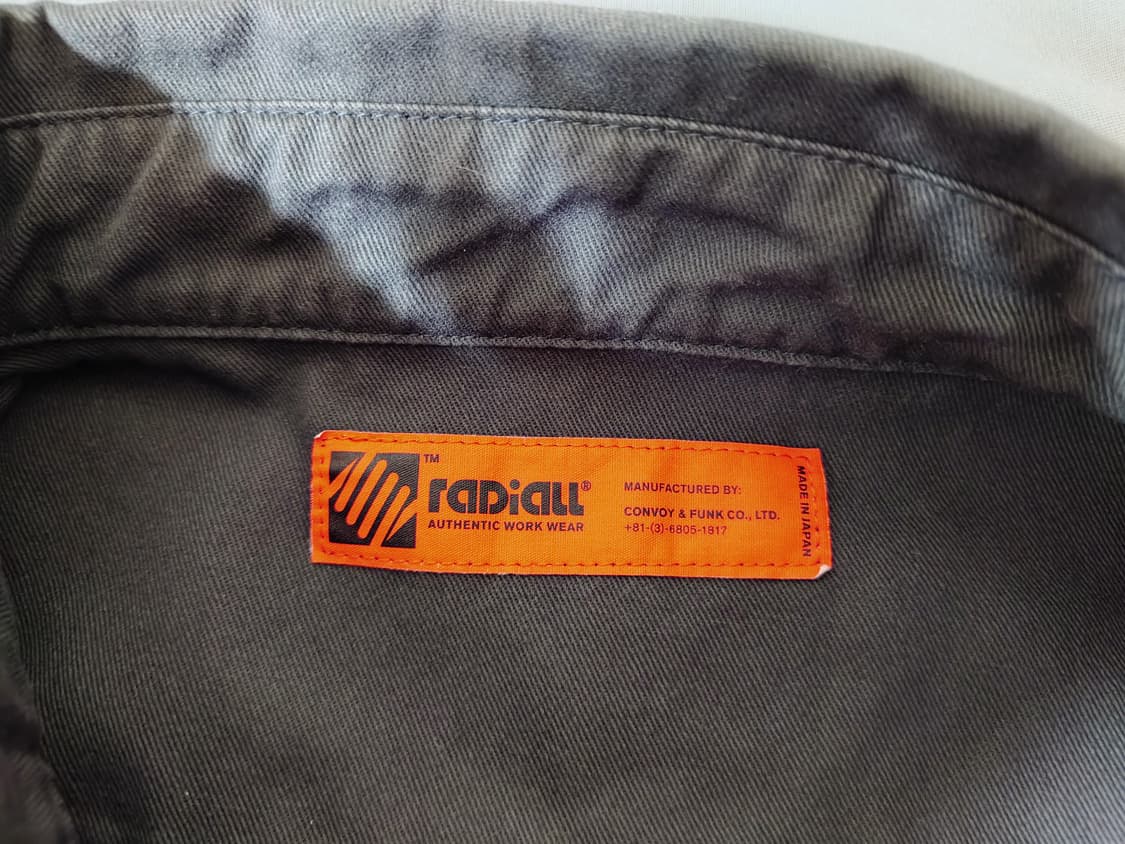 TM
radiall®
AUTHENTIC WORK WEAR
MANUFACTURED BY:
CONVOY & FUNK CO., LTD.
+81-(3)-6805-1817
MADE IN JAPAN